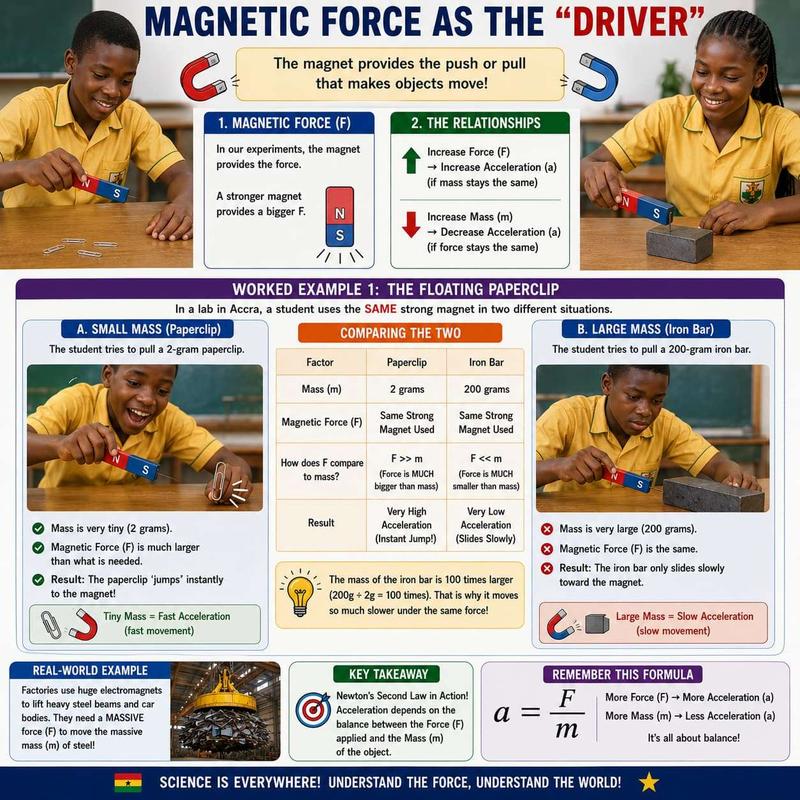 MAGNETIC FORCE AS THE “DRIVER”
The magnet provides the push or pull
that makes objects move!
N
S
1. MAGNETIC FORCE (F)
In our experiments, the magnet
provides the force.
A stronger magnet
provides a bigger F.
N
S
2. THE RELATIONSHIPS
Increase Force (F)
→ Increase Acceleration (a)
(if mass stays the same)
Increase Mass (m)
→ Decrease Acceleration (a)
(if force stays the same)
N
S
WORKED EXAMPLE 1: THE FLOATING PAPERCLIP
In a lab in Accra, a student uses the SAME strong magnet in two different situations.
A. SMALL MASS (Paperclip)
The student tries to pull a 2-gram paperclip.
N
S
Mass is very tiny (2 grams).
Magnetic Force (F) is much larger
than what is needed.
Result: The paperclip ‘jumps’ instantly
to the magnet!
Tiny Mass = Fast Acceleration
(fast movement)
COMPARING THE TWO
Factor Paperclip Iron Bar
Mass (m) 2 grams 200 grams
Magnetic Force (F) Same Strong Magnet Used Same Strong Magnet Used
How does F compare to mass? F >> m (Force is MUCH bigger than mass) F << m (Force is MUCH smaller than mass)
Result Very High Acceleration (Instant Jump!) Very Low Acceleration (Slides Slowly)
The mass of the iron bar is 100 times larger
(200g ÷ 2g = 100 times). That is why it moves
so much slower under the same force!
B. LARGE MASS (Iron Bar)
The student tries to pull a 200-gram iron bar.
N
S
Mass is very large (200 grams).
Magnetic Force (F) is the same.
Result: The iron bar only slides slowly
toward the magnet.
Large Mass = Slow Acceleration
(slow movement)
REAL-WORLD EXAMPLE
Factories use huge electromagnets
to lift heavy steel beams and car
bodies. They need a MASSIVE
force (F) to move the massive
mass (m) of steel!
KEY TAKEAWAY
Newton's Second Law in Action!
Acceleration depends on the
balance between the Force (F)
applied and the Mass (m)
of the object.
REMEMBER THIS FORMULA
a = F/m
More Force (F) → More Acceleration (a)
More Mass (m) → Less Acceleration (a)
It's all about balance!
SCIENCE IS EVERYWHERE! UNDERSTAND THE FORCE, UNDERSTAND THE WORLD!